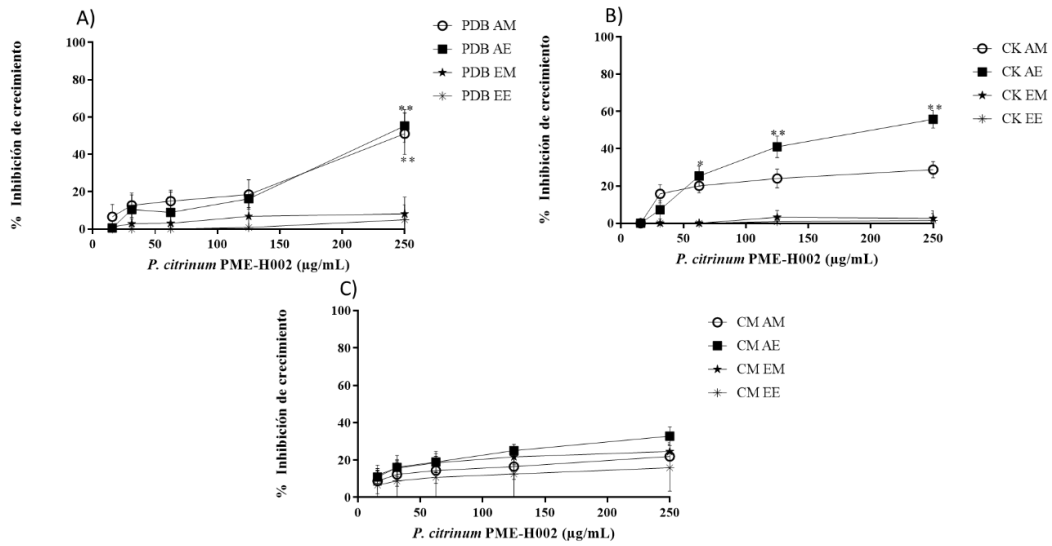 A)
% Inhibición de crecimiento
100
80
60
40
20
0
**
**
0 50 100 150 200 250
P. citrinum PME-H002 (µg/mL)
PDB AM
PDB AE
PDB EM
PDB EE
B)
% Inhibición de crecimiento
100
80
60
40
20
0
*
**
**
0 50 100 150 200 250
P. citrinum PME-H002 (µg/mL)
CK AM
CK AE
CK EM
CK EE
C)
% Inhibición de crecimiento
100
80
60
40
20
0
0 50 100 150 200 250
P. citrinum PME-H002 (µg/mL)
CM AM
CM AE
CM EM
CM EE